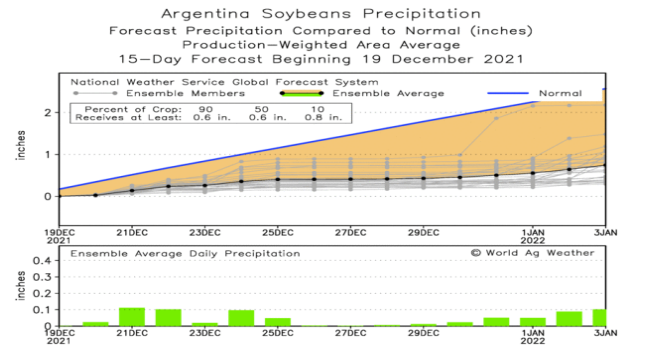 Argentina Soybeans Precipitation
Forecast Precipitation Compared to Normal (inches)
Production-Weighted Area Average
15-Day Forecast Beginning 19 December 2021
National Weather Service Global Forecast System
Ensemble Members Ensemble Average Normal
Percent of Crop: 90 50 10
Receives at Least: 0.6 in. 0.6 in. 0.8 in.
inches
2
1
0
19DEC 21DEC 23DEC 25DEC 27DEC 29DEC 1JAN 3JAN
2021 2022
Ensemble Average Daily Precipitation © World Ag Weather
inches
0.4
0.3
0.2
0.1
0
19DEC 21DEC 23DEC 25DEC 27DEC 29DEC 1JAN 3JAN
2021 2022